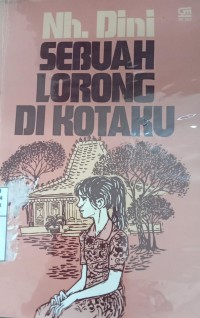 Nh. Dini
SEBUAH
LORONG
DI KOTAKU